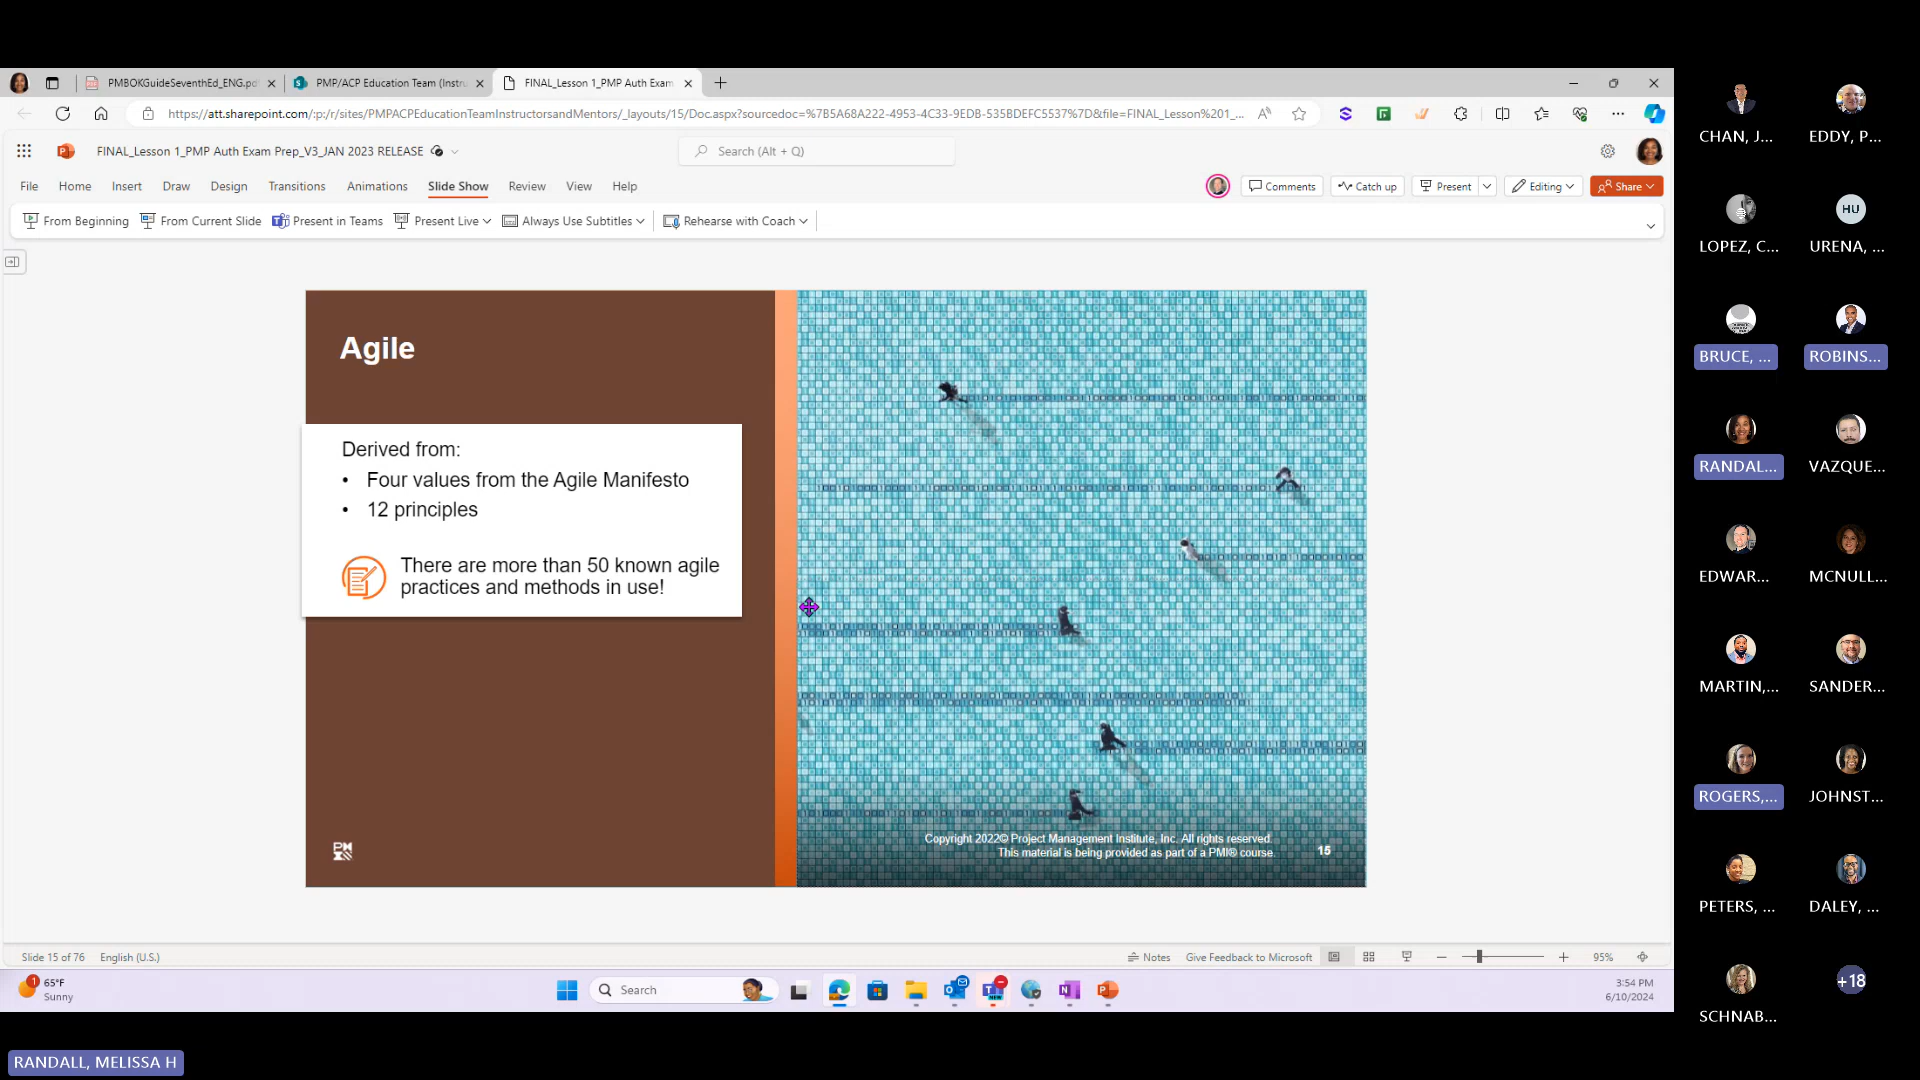 PMBOKGuideSeventhEd_ENG.pd
PMP/ACP Education Team (Instru
FINAL_Lesson 1_PMP Auth Exam
https://att.sharepoint.com/:p:/r/sites/PMPACPEducationTeamInstructorsandMentors/_layouts/15/Doc.aspx?sourcedoc=%7B5A68A222-4953-4C33-9EDB-535BDEFC5537%7D&file=FINAL_Lesson%201_...
FINAL_Lesson 1_PMP Auth Exam Prep_V3_JAN 2023 RELEASE
Search (Alt + Q)
File Home Insert Draw Design Transitions Animations Slide Show Review View Help
Comments Catch up Present Editing Share
From Beginning From Current Slide Present in Teams Present Live Always Use Subtitles Rehearse with Coach
Agile
Derived from:
• Four values from the Agile Manifesto
• 12 principles
There are more than 50 known agile
practices and methods in use!
Copyright 2022© Project Management Institute, Inc. All rights reserved.
This material is being provided as part of a PMI® course.
15
Slide 15 of 76 English (U.S.)
Notes Give Feedback to Microsoft 95%
1
65°F
Sunny
Search
NEW
3:54 PM
6/10/2024
CHAN, J... EDDY, P...
HU
LOPEZ, C... URENA, ...
BRUCE, ... ROBINS...
RANDAL... VAZQUE...
EDWAR... MCNULL...
MARTIN,... SANDER...
ROGERS,... JOHNST...
PETERS, ... DALEY, ...
+18
SCHNAB...
RANDALL, MELISSA H